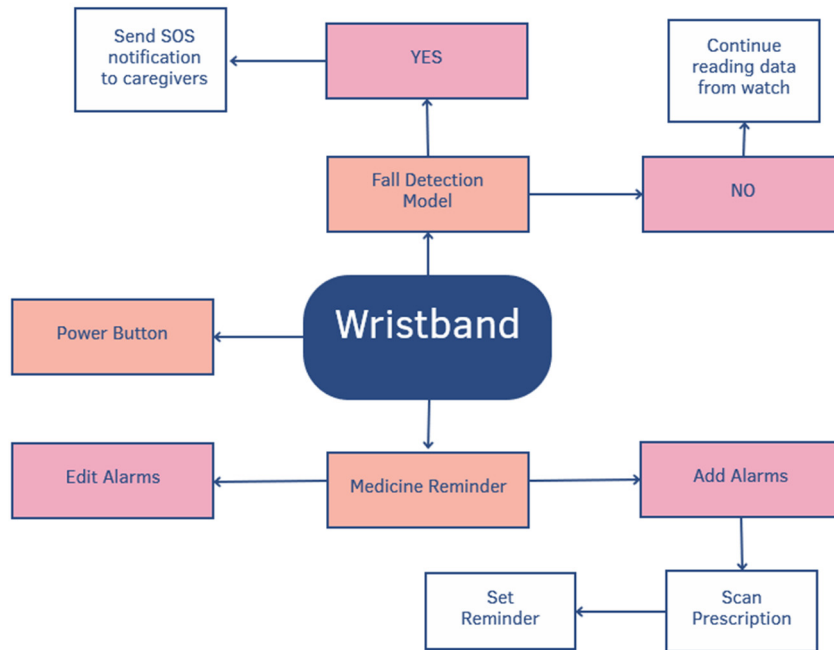 Send SOS
notification
to caregivers
YES
Continue
reading data
from watch
Fall Detection
Model
NO
Wristband
Power Button
Edit Alarms
Medicine Reminder
Add Alarms
Set
Reminder
Scan
Prescription